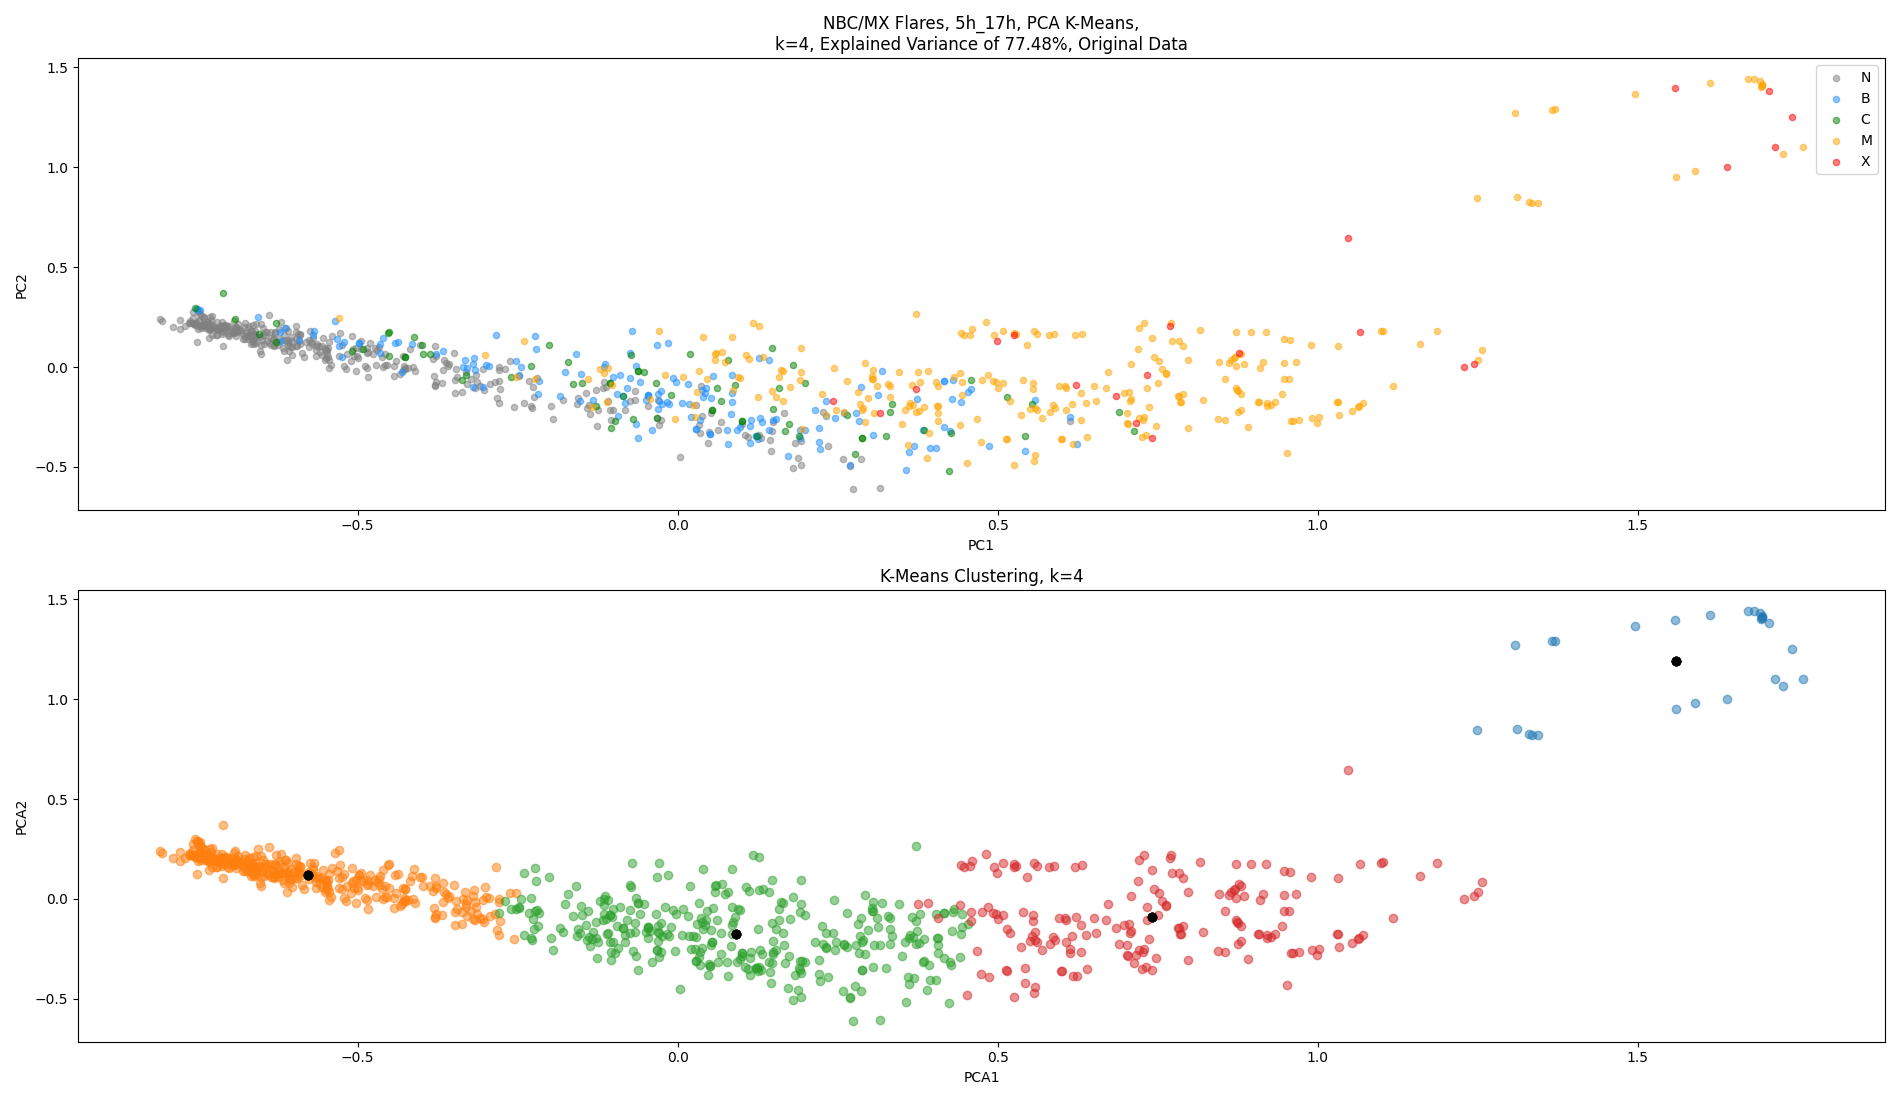 NBC/MX Flares, 5h_17h, PCA K-Means,
k=4, Explained Variance of 77.48%, Original Data
1.5
1.0
0.5
0.0
−0.5
PC2
N
B
C
M
X
−0.5
0.0
0.5
1.0
1.5
PC1
K-Means Clustering, k=4
1.5
1.0
0.5
0.0
−0.5
PCA2
−0.5
0.0
0.5
1.0
1.5
PCA1